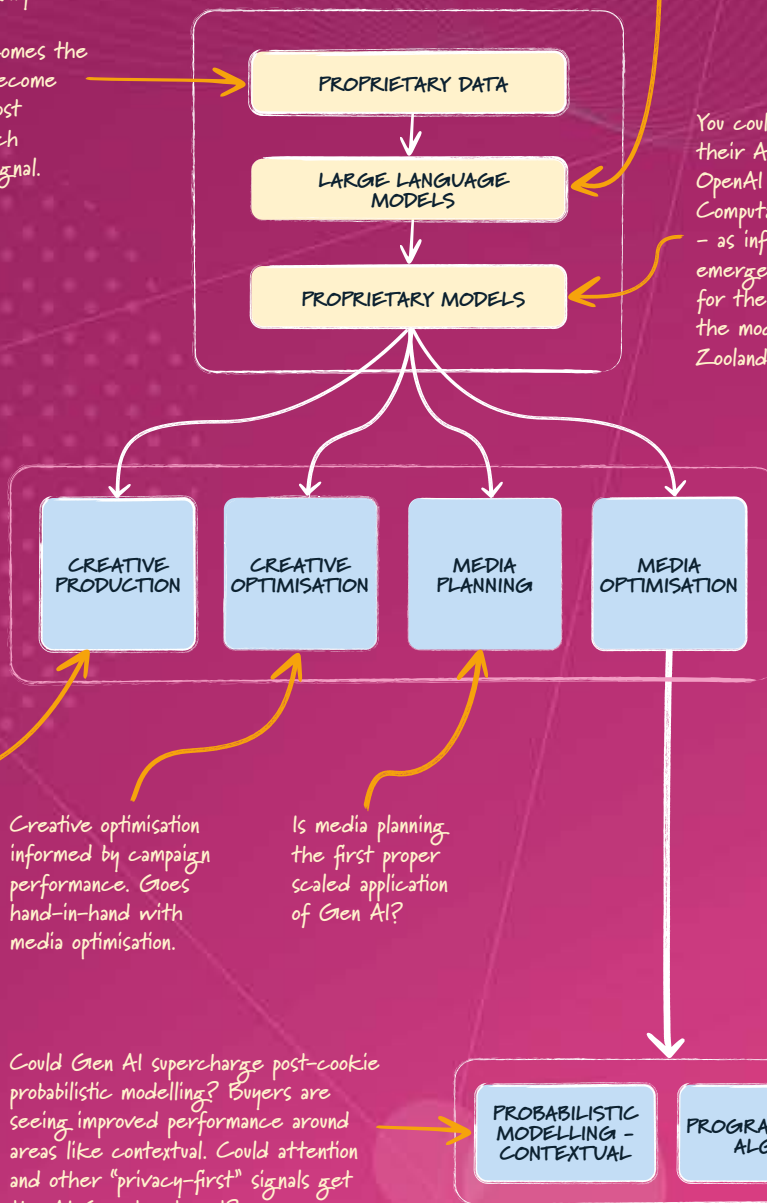 comes the
ecome
ost
ch
gnal.
PROPRIETARY DATA
LARGE LANGUAGE
MODELS
PROPRIETARY MODELS
You coul
their A
OpenAI
Comput
- as inf
emerge
for the
the mod
Zooland
CREATIVE
PRODUCTION
CREATIVE
OPTIMISATION
MEDIA
PLANNING
MEDIA
OPTIMISATION
Creative optimisation
informed by campaign
performance. Goes
hand-in-hand with
media optimisation.
Is media planning
the first proper
scaled application
of Gen AI?
Could Gen AI supercharge post-cookie
probabilistic modelling? Buyers are
seeing improved performance around
areas like contextual. Could attention
and other "privacy-first" signals get
PROBABILISTIC
MODELLING -
CONTEXTUAL
PROGRA
ALG